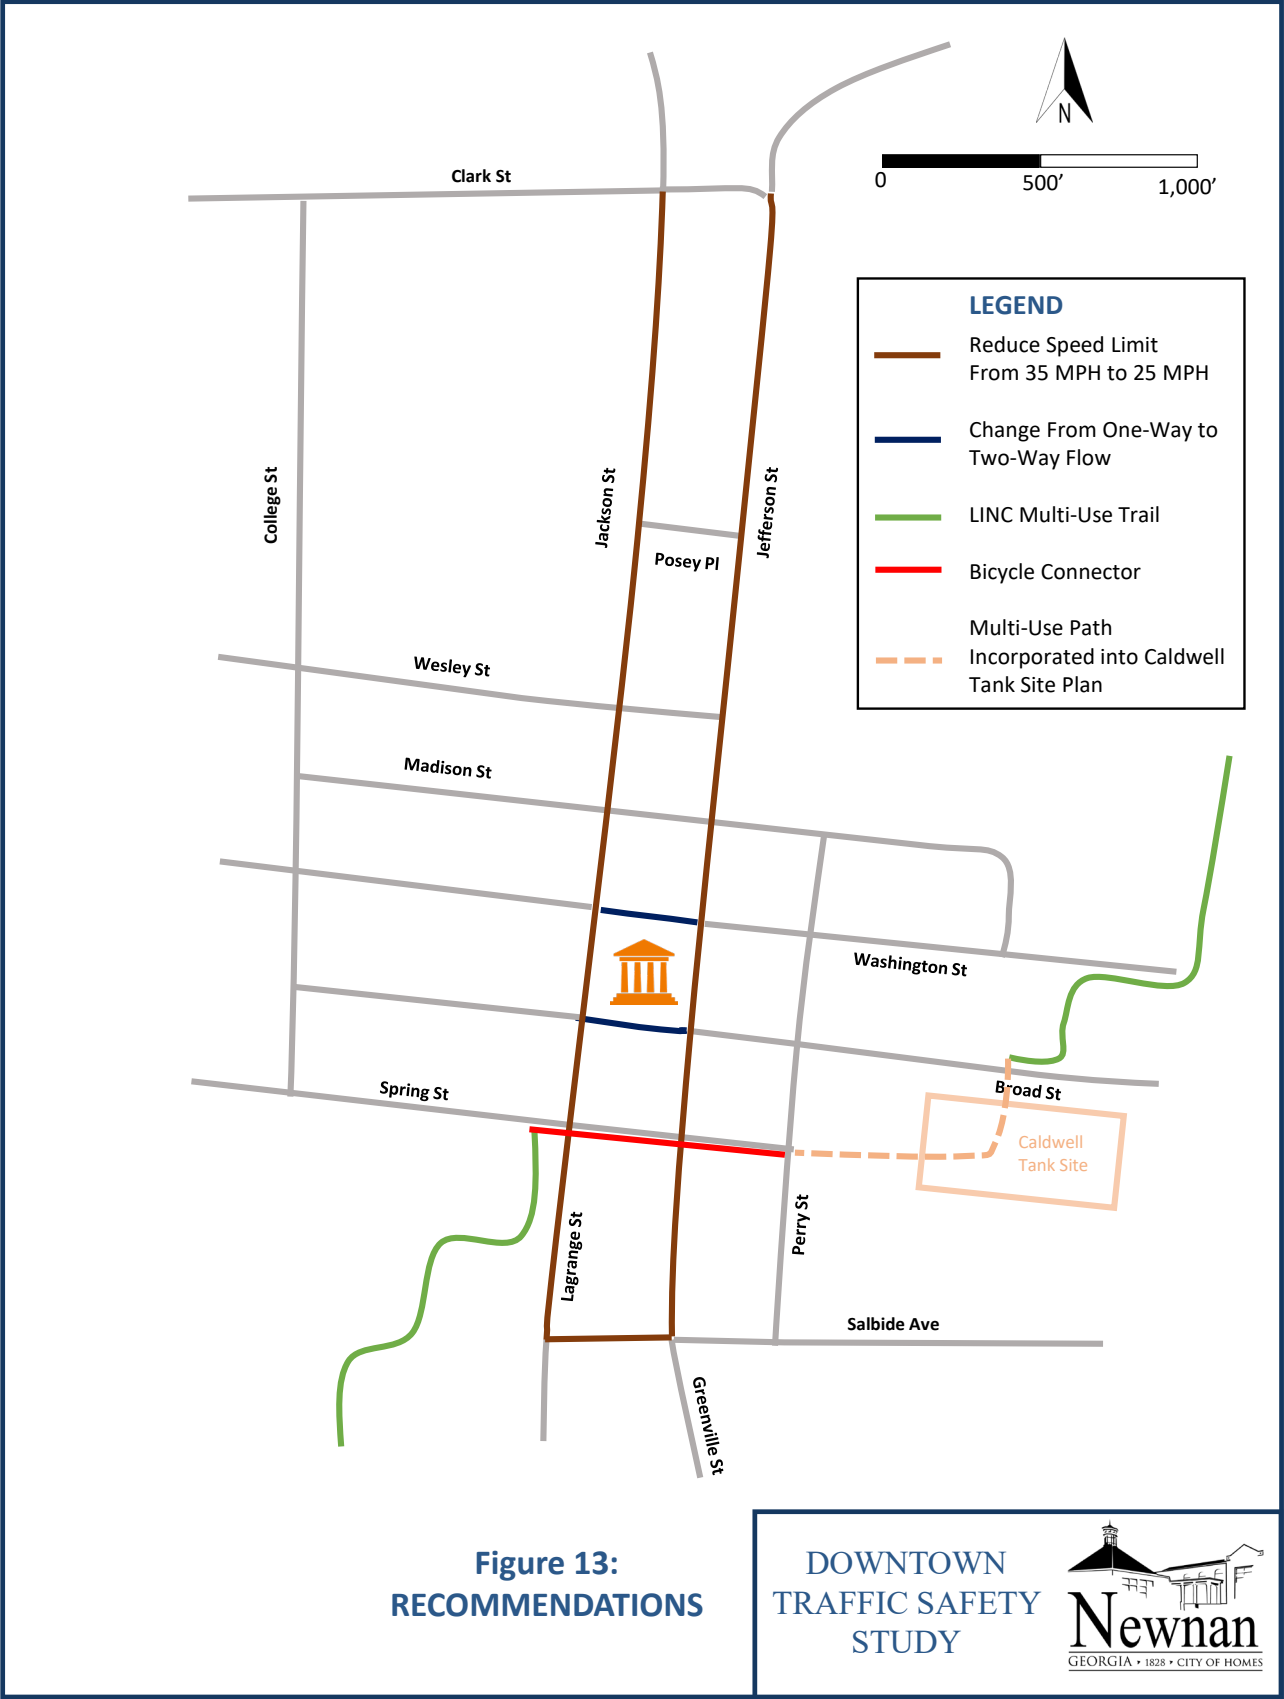 N
0
500’
1,000’
Clark St
LEGEND
Reduce Speed Limit
From 35 MPH to 25 MPH
Change From One-Way to
Two-Way Flow
LINC Multi-Use Trail
Bicycle Connector
Multi-Use Path
Incorporated into Caldwell
Tank Site Plan
College St
Jackson St
Jefferson St
Posey Pl
Wesley St
Madison St
Washington St
Broad St
Spring St
Caldwell
Tank Site
Lagrange St
Perry St
Salbide Ave
Greenville St
Figure 13:
RECOMMENDATIONS
DOWNTOWN
TRAFFIC SAFETY
STUDY
Newnan
GEORGIA • 1828 • CITY OF HOMES